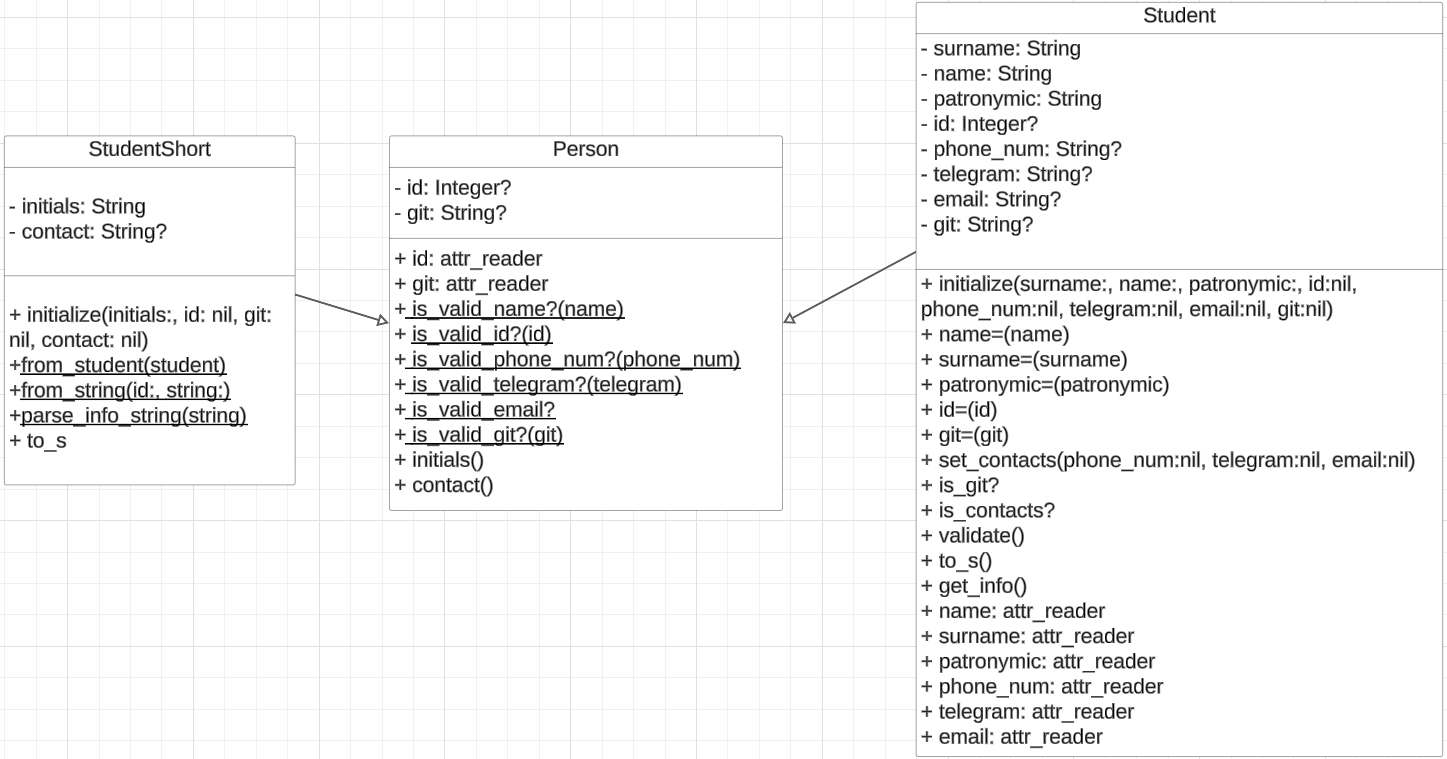 StudentShort
- initials: String
- contact: String?
+ initialize(initials:, id: nil, git:
nil, contact: nil)
+from_student(student)
+from_string(id:, string:)
+parse_info_string(string)
+ to_s
Person
- id: Integer?
- git: String?
+ id: attr_reader
+ git: attr_reader
+ is_valid_name?(name)
+ is_valid_id?(id)
+ is_valid_phone_num?(phone_num)
+ is_valid_telegram?(telegram)
+ is_valid_email?
+ is_valid_git?(git)
+ initials()
+ contact()
Student
- surname: String
- name: String
- patronymic: String
- id: Integer?
- phone_num: String?
- telegram: String?
- email: String?
- git: String?
+ initialize(surname:, name:, patronymic:, id:nil,
phone_num:nil, telegram:nil, email:nil, git:nil)
+ name=(name)
+ surname=(surname)
+ patronymic=(patronymic)
+ id=(id)
+ git=(git)
+ set_contacts(phone_num:nil, telegram:nil, email:nil)
+ is_git?
+ is_contacts?
+ validate()
+ to_s()
+ get_info()
+ name: attr_reader
+ surname: attr_reader
+ patronymic: attr_reader
+ phone_num: attr_reader
+ telegram: attr_reader
+ email: attr_reader